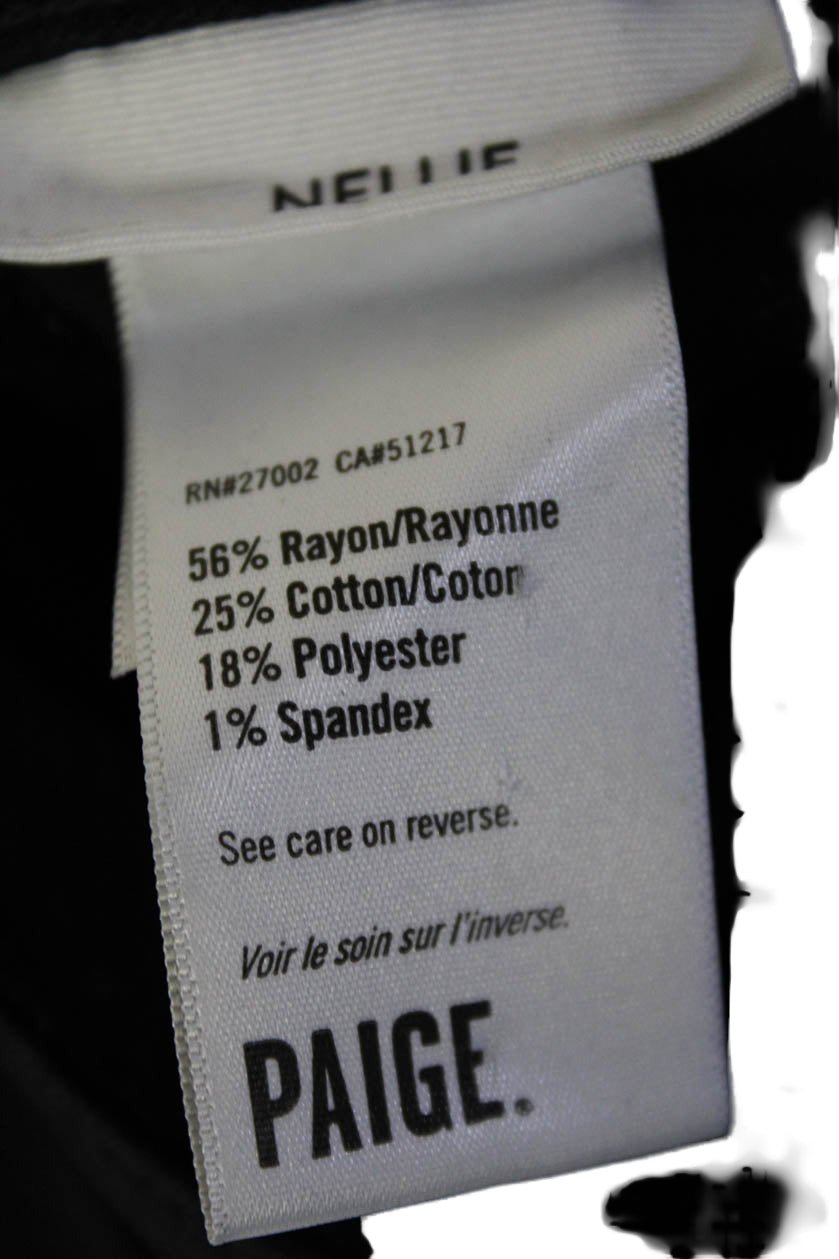 NELLIE
RN#27002 CA#51217
56% Rayon/Rayonne
25% Cotton/Coton
18% Polyester
1% Spandex
See care on reverse.
Voir le soin sur l'inverse.
PAIGE.®